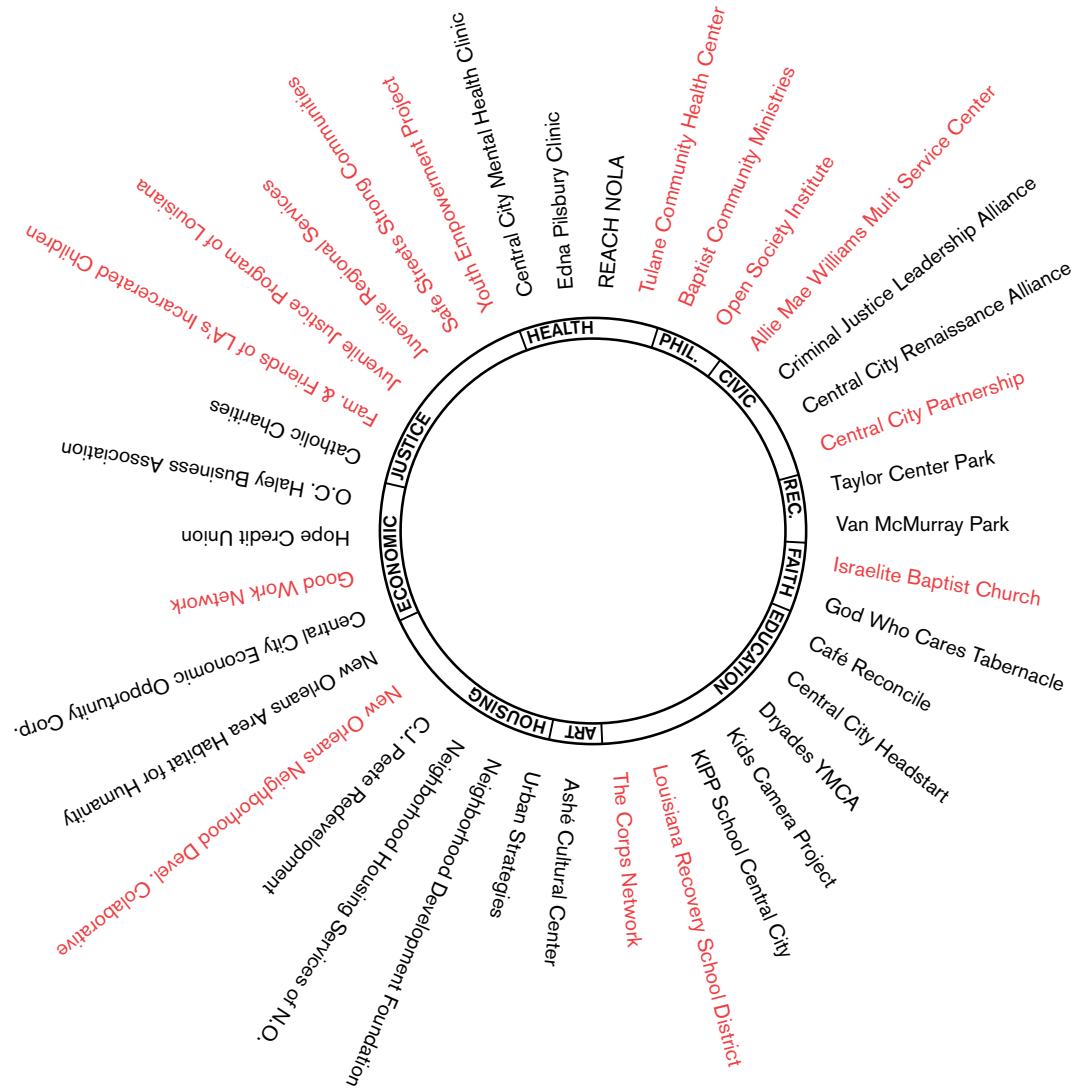 Central City Mental Health Clinic
Edna Pilsbury Clinic
REACH NOLA
Tulane Community Health Center
Baptist Community Ministries
Open Society Institute
Allie Mae Williams Multi Service Center
Criminal Justice Leadership Alliance
Central City Renaissance Alliance
Central City Partnership
Taylor Center Park
Van McMurray Park
Israelite Baptist Church
God Who Cares Tabernacle
Café Reconcile
Central City Headstart
Dryades YMCA
Kids Camera Project
KIPP School Central City
Louisiana Recovery School District
The Corps Network
Ashé Cultural Center
Urban Strategies
Neighborhood Development Foundation
Neighborhood Housing Services of N.O.
C.J. Peete Redevelopment
New Orleans Neighborhood Devel. Colaborative
New Orleans Area Habitat for Humanity
Central City Economic Opportunity Corp.
Good Work Network
Hope Credit Union
O.C. Haley Business Association
Catholic Charities
Fam. & Friends of LA's Incarcerated Children
Juvenile Justice Program of Louisiana
Juvenile Regional Services
Safe Streets Strong Communities
Youth Empowerment Project
HEALTH
PHIL.
CIVIC
REC.
FAITH
EDUCATION
ART
HOUSING
ECONOMIC
JUSTICE